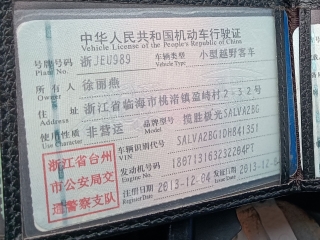 中华人民共和国机动车行驶证
Vehicle License of the People's Republic of China
号牌号码 浙JEU989 车辆类型 小型越野客车
Plate No. Vehicle Type
所有人 徐丽燕
Owner
住址 浙江省临海市桃渚镇盈崎村2-32号
Address
使用性质 非营运 品牌型号 揽胜极光SALVA2BG
Use Character Model
车辆识别代号 SALVA2BG1DH841351
VIN
发动机号码 180713163232204PT
Engine No.
注册日期 2013-12-04 发证日期 2013-12-0
Register Date Issue Date
浙江省台州
市公安局交
通警察支队